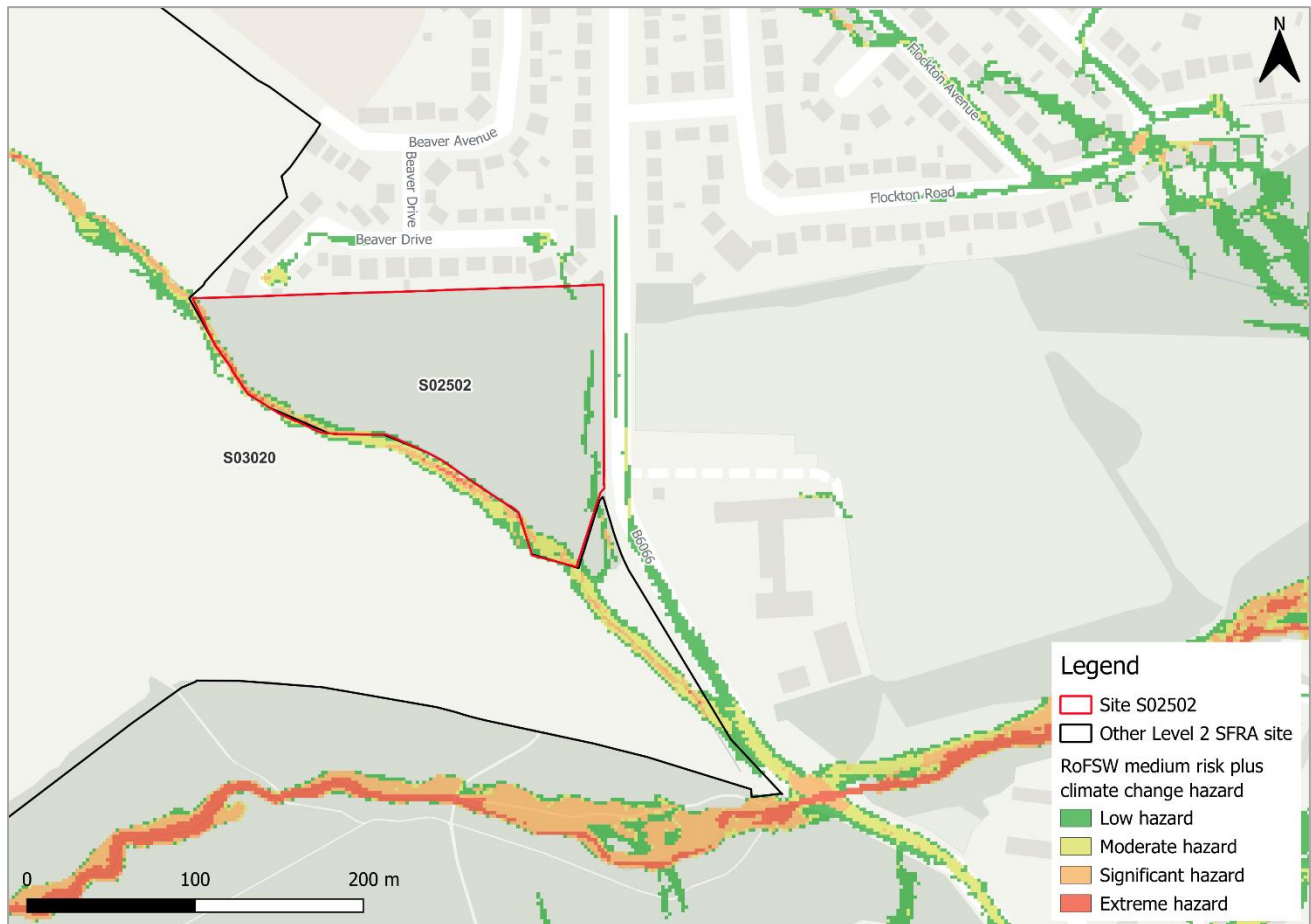 N
Flockton Avenue
Beaver Avenue
Beaver Drive
Flockton Road
Beaver Drive
S02502
S03020
B6066
Legend
Site S02502
Other Level 2 SFRA site
RoFSW medium risk plus
climate change hazard
Low hazard
Moderate hazard
Significant hazard
Extreme hazard
0 100 200 m